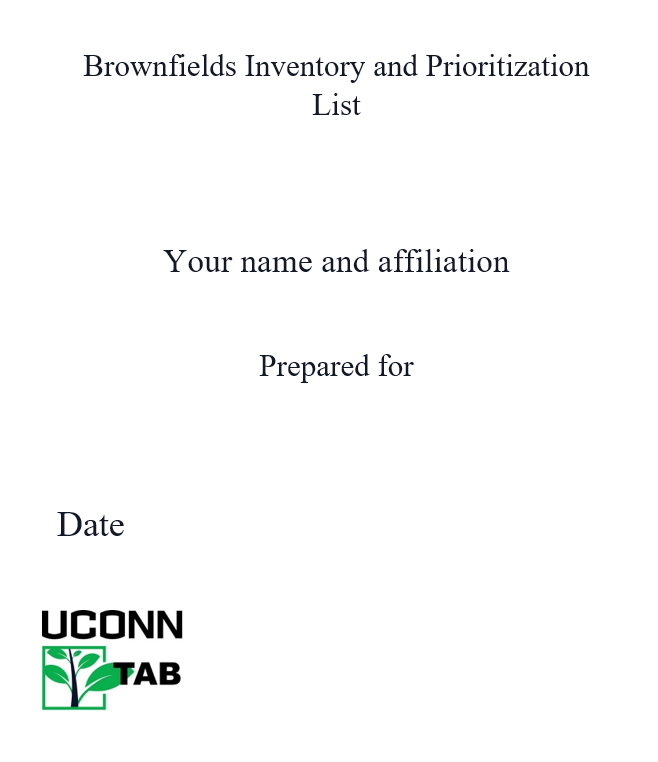 Brownfields Inventory and Prioritization
List
Your name and affiliation
Prepared for
Date
UCONN
TAB